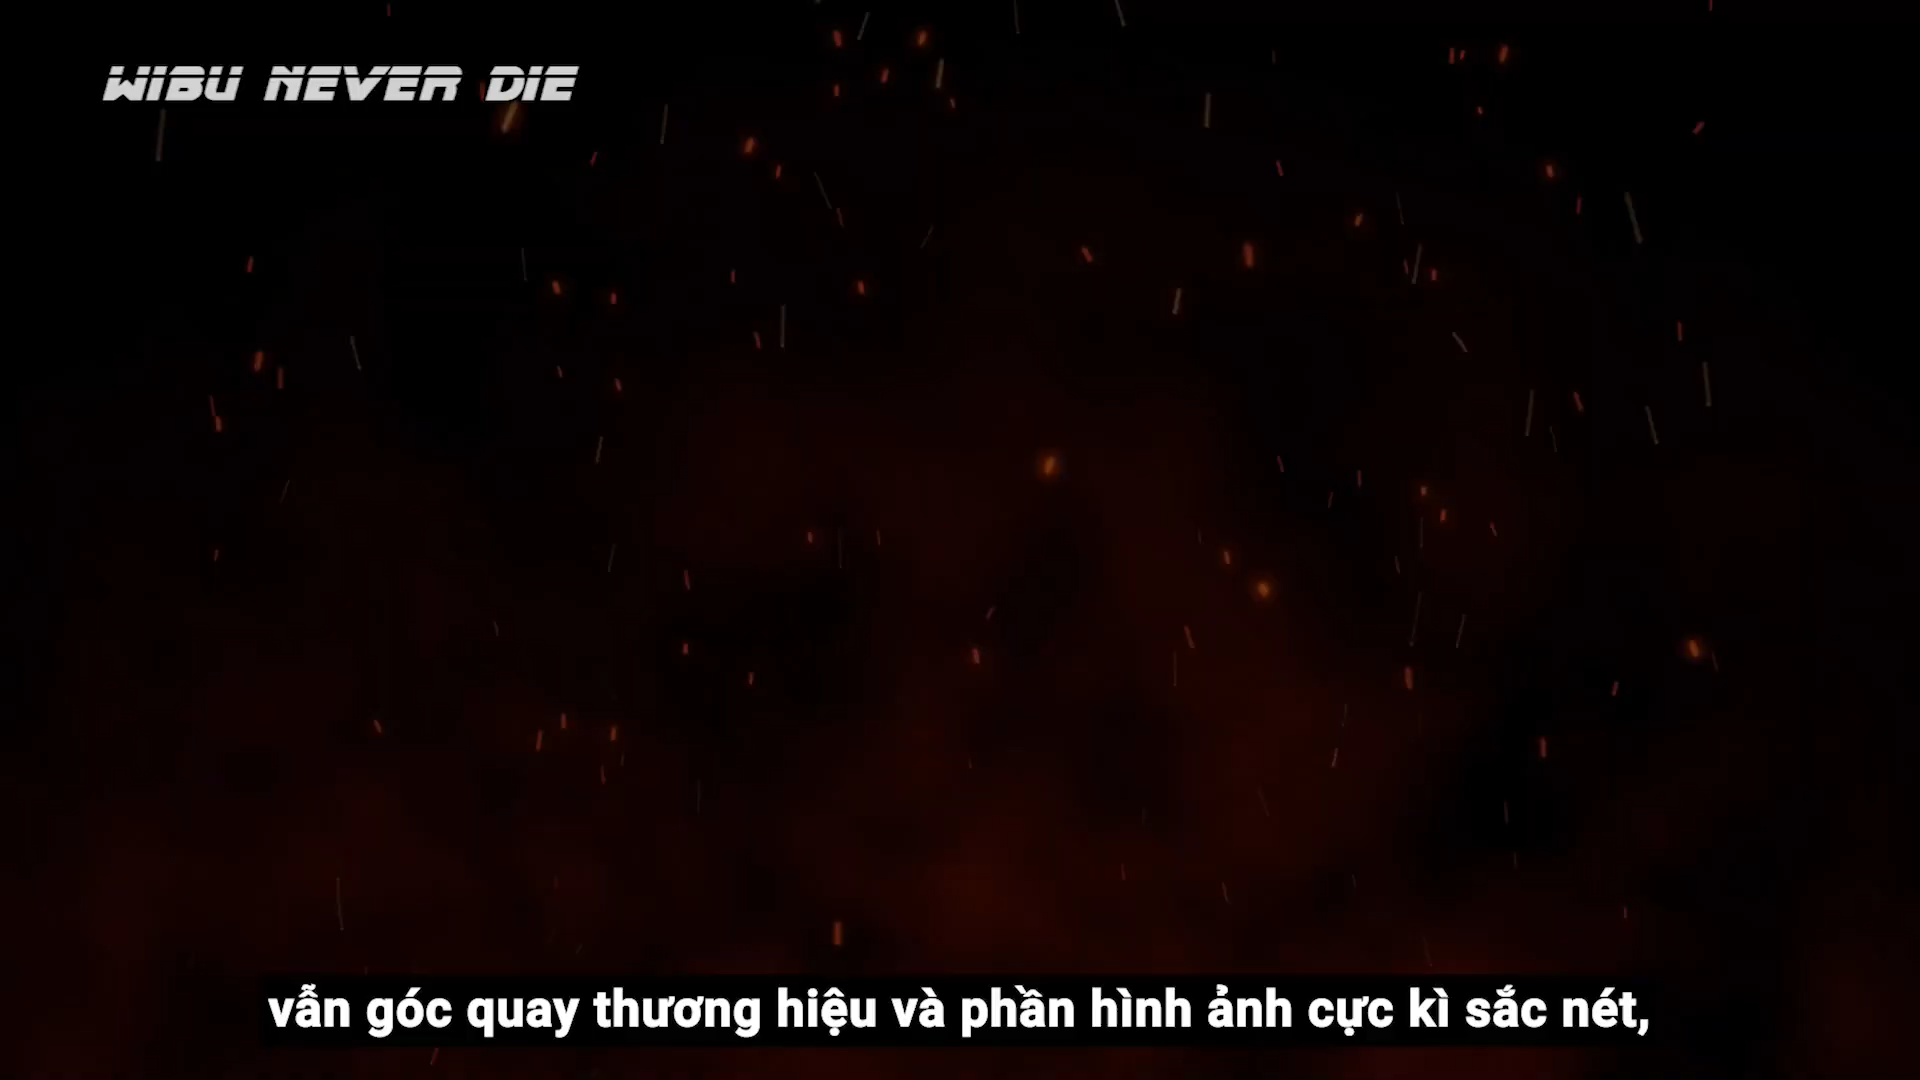 WIBU NEVER DIE
vẫn góc quay thương hiệu và phần hình ảnh cực kì sắc nét,